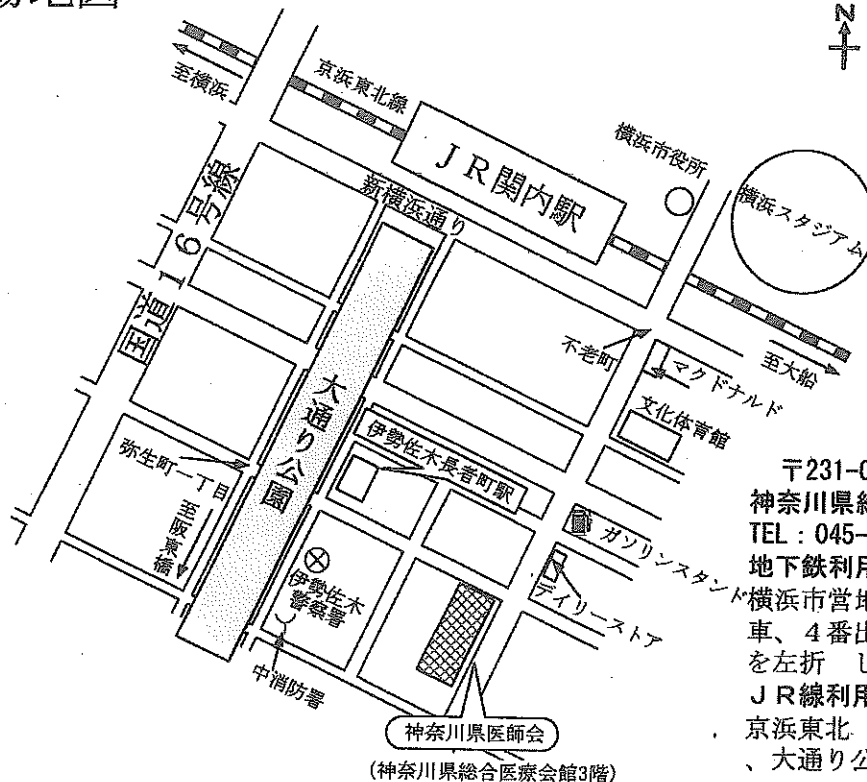 N
至横浜
京浜東北線
JR関内駅
横浜市役所
横浜スタジアム
新横浜通り
国道16号線
不老町
至大船
マクドナルド
文化体育館
大通り公園
伊勢佐木長者町駅
弥生町一丁目
至阪東橋
ガソリンスタンド
伊勢佐木
警察署
デイリーストア
中消防署
神奈川県医師会
(神奈川県総合医療会館3階)
〒231-0
神奈川県
TEL:045-
地下鉄利用
横浜市営地
車、4番出
を左折 し
JR線利用
京浜東北
、大通り公